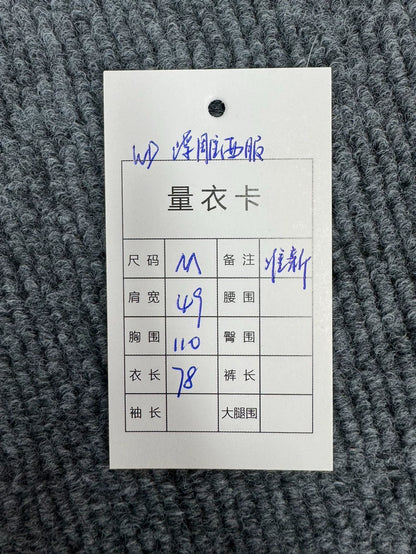 WD 浮雕西服
量衣卡
尺码 M 备注 准新
肩宽 49 腰围
胸围 110 臀围
衣长 78 裤长
袖长 大腿围